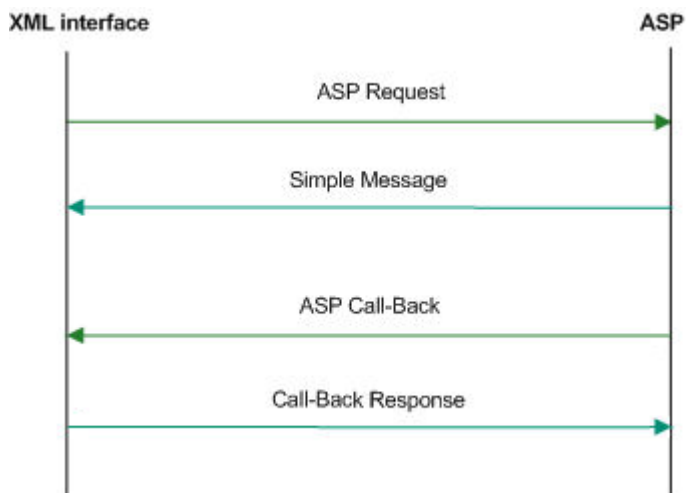 XML interface
ASP
ASP Request
Simple Message
ASP Call-Back
Call-Back Response